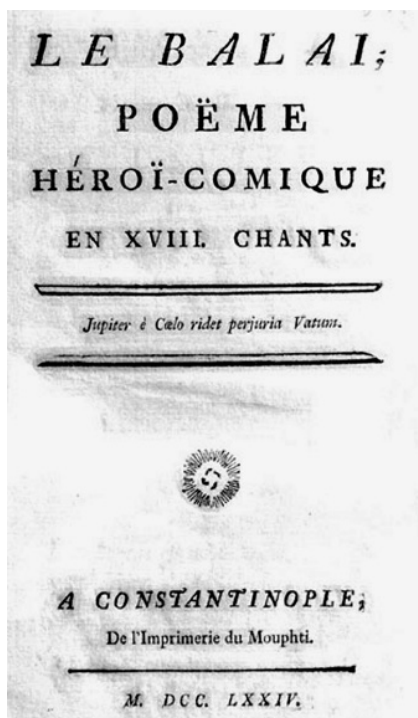 LE BALAI;
POËME
HÉROÏ-COMIQUE
EN XVIII. CHANTS.
Jupiter è Cœlo ridet perjuria Vatum.
A CONSTANTINOPLE,
De l'Imprimerie du Mouphti.
M. DCC. LXXIV.